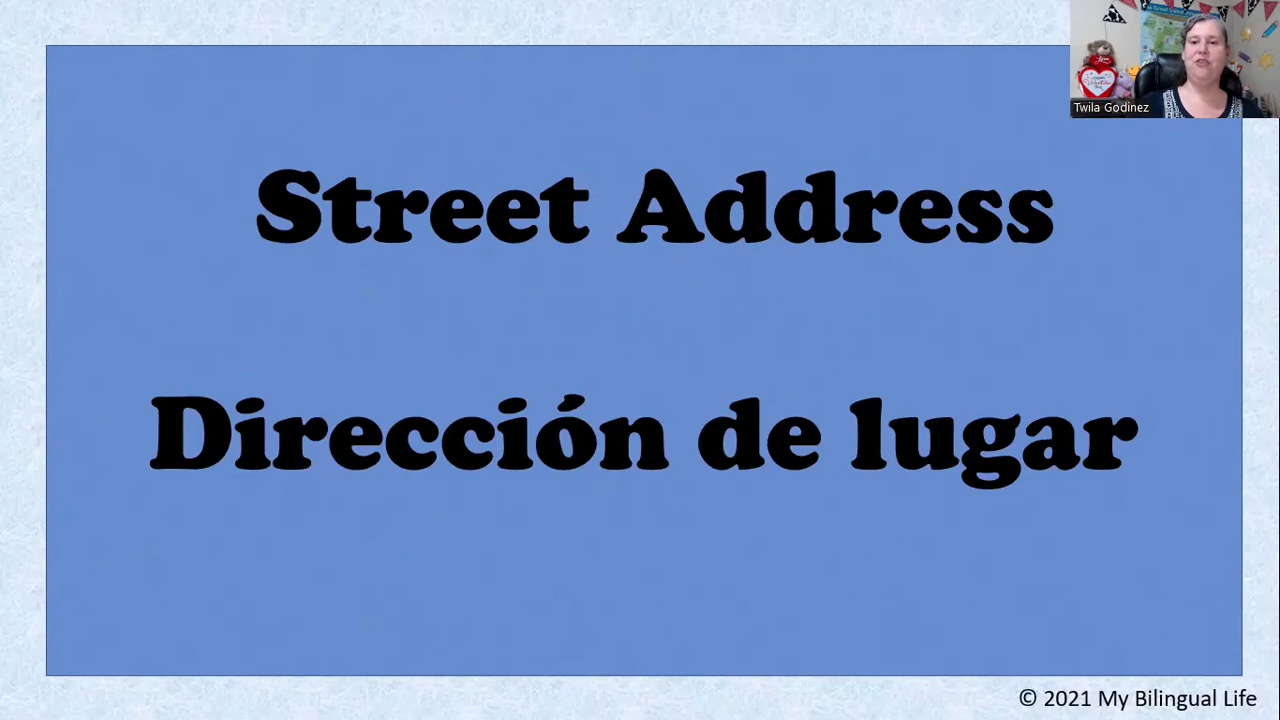 Street Address
Dirección de lugar
Twila Godinez
© 2021 My Bilingual Life